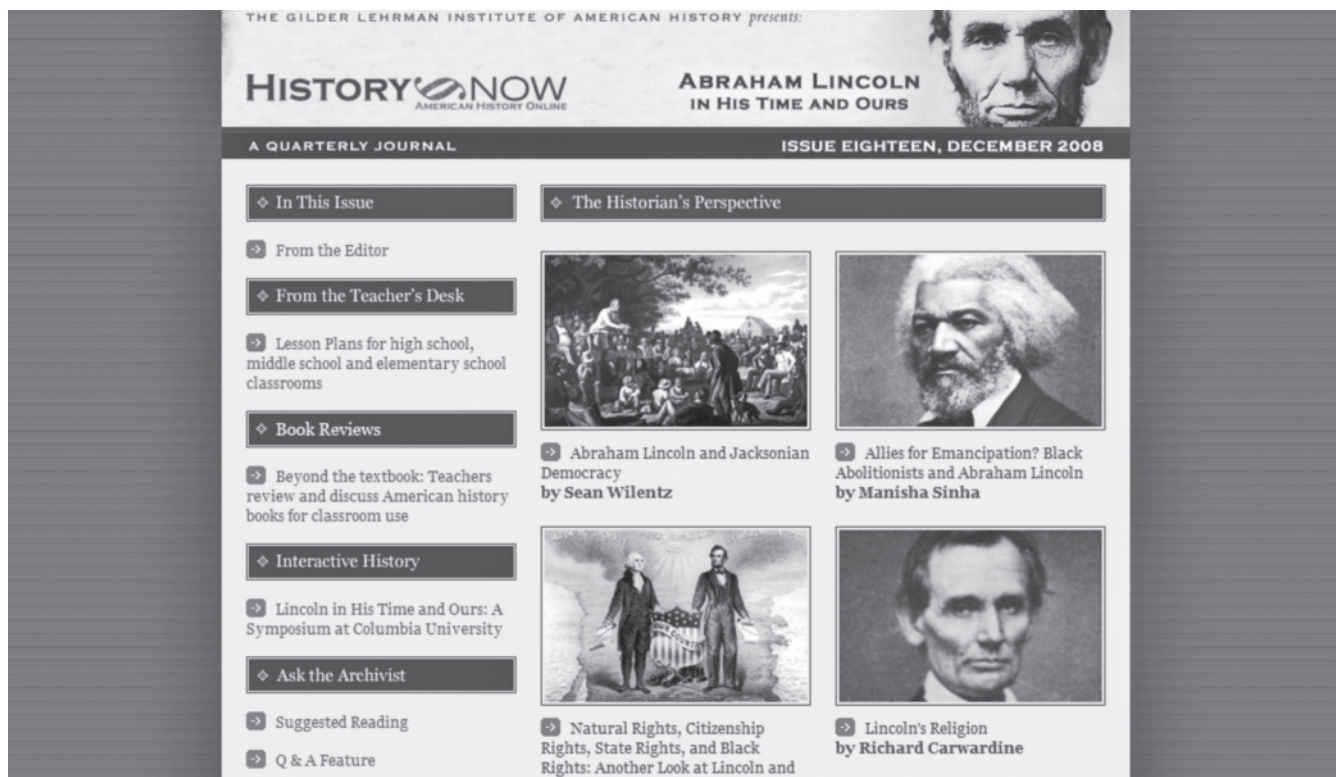 THE GILDER LEHRMAN INSTITUTE OF AMERICAN HISTORY presents:
HISTORY NOW
AMERICAN HISTORY ONLINE
ABRAHAM LINCOLN
IN HIS TIME AND OURS
A QUARTERLY JOURNAL
ISSUE EIGHTEEN, DECEMBER 2008
In This Issue
From the Editor
From the Teacher's Desk
Lesson Plans for high school,
middle school and elementary school
classrooms
Book Reviews
Beyond the textbook: Teachers
review and discuss American history
books for classroom use
Interactive History
Lincoln in His Time and Ours: A
Symposium at Columbia University
Ask the Archivist
Suggested Reading
Q & A Feature
The Historian's Perspective
Abraham Lincoln and Jacksonian
Democracy
by Sean Wilentz
Allies for Emancipation? Black
Abolitionists and Abraham Lincoln
by Manisha Sinha
OUR COUNTRY
Natural Rights, Citizenship
Rights, State Rights, and Black
Rights: Another Look at Lincoln and
Lincoln's Religion
by Richard Carwardine